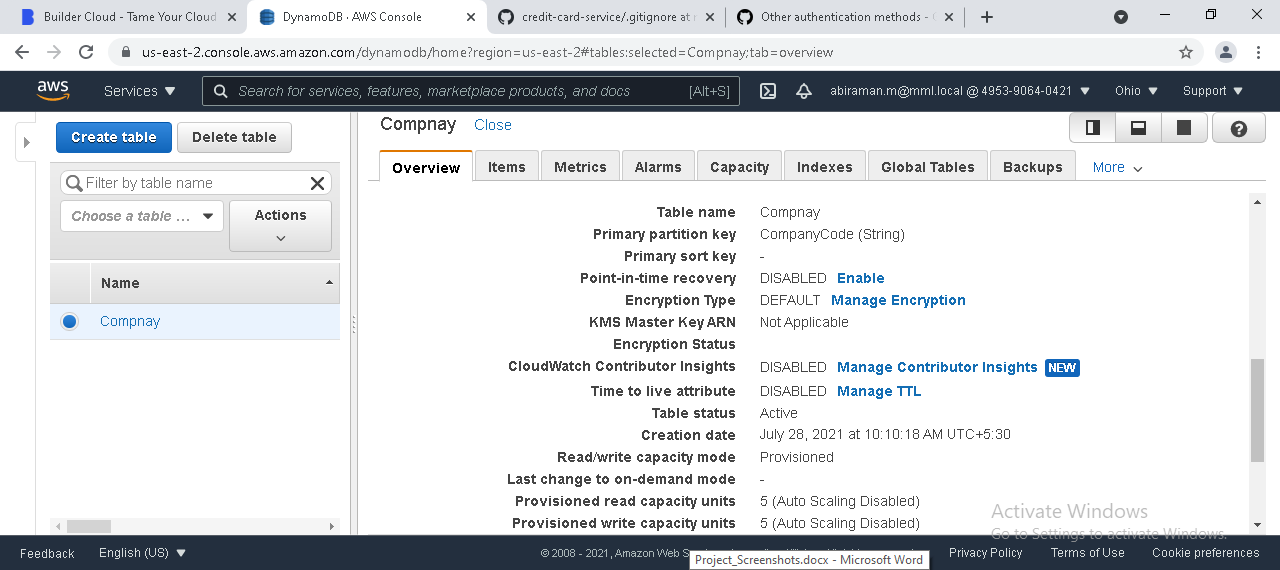 Builder Cloud - Tame Your Cloud
DynamoDB · AWS Console
credit-card-service/.gitignore at
Other authentication methods -
us-east-2.console.aws.amazon.com/dynamodb/home?region=us-east-2#tables:selected=Compnay;tab=overview
aws
Services
Search for services, features, marketplace products, and docs
[Alt+S]
abiraman.m@mml.local @ 4953-9064-0421
Ohio
Support
Create table
Delete table
Filter by table name
Choose a table ...
Actions
Name
Compnay
Compnay Close
Overview Items Metrics Alarms Capacity Indexes Global Tables Backups More
Table name Compnay
Primary partition key CompanyCode (String)
Primary sort key -
Point-in-time recovery DISABLED Enable
Encryption Type DEFAULT Manage Encryption
KMS Master Key ARN Not Applicable
Encryption Status
CloudWatch Contributor Insights DISABLED Manage Contributor Insights NEW
Time to live attribute DISABLED Manage TTL
Table status Active
Creation date July 28, 2021 at 10:10:18 AM UTC+5:30
Read/write capacity mode Provisioned
Last change to on-demand mode -
Provisioned read capacity units 5 (Auto Scaling Disabled)
Provisioned write capacity units 5 (Auto Scaling Disabled)
Activate Windows
Go to Settings to activate Windows.
Feedback
English (US)
© 2008 - 2021, Amazon Web
Privacy Policy
Terms of Use
Cookie preferences
Project_Screenshots.docx - Microsoft Word